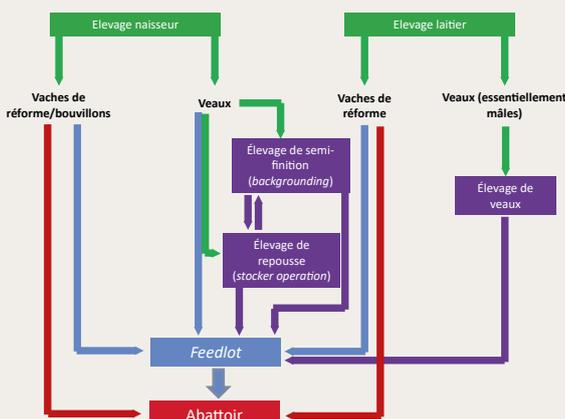 Elevage naisseur
Elevage laitier
Vaches de
réforme/bouvillons
Veaux
Vaches de
réforme
Veaux (essentiellement
mâles)
Élevage de semi-
finition
(backgrounding)
Élevage de
veaux
Élevage de
repousse
(stocker operation)
Feedlot
Abattoir